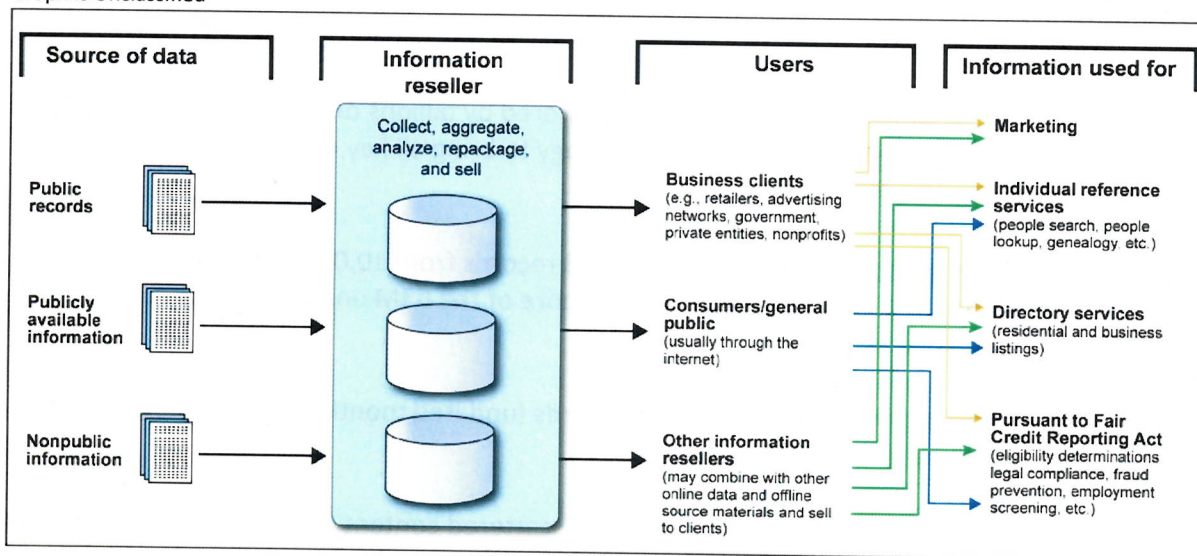 Source of data
Information
reseller
Users
Information used for
Public
records
Publicly
available
information
Nonpublic
information
Collect, aggregate,
analyze, repackage,
and sell
Business clients
(e.g., retailers, advertising
networks, government,
private entities, nonprofits)
Consumers/general
public
(usually through the
internet)
Other information
resellers
(may combine with other
online data and offline
source materials and sell
to clients)
Marketing
Individual reference
services
(people search, people
lookup, genealogy, etc.)
Directory services
(residential and business
listings)
Pursuant to Fair
Credit Reporting Act
(eligibility determinations
legal compliance, fraud
prevention, employment
screening, etc.)